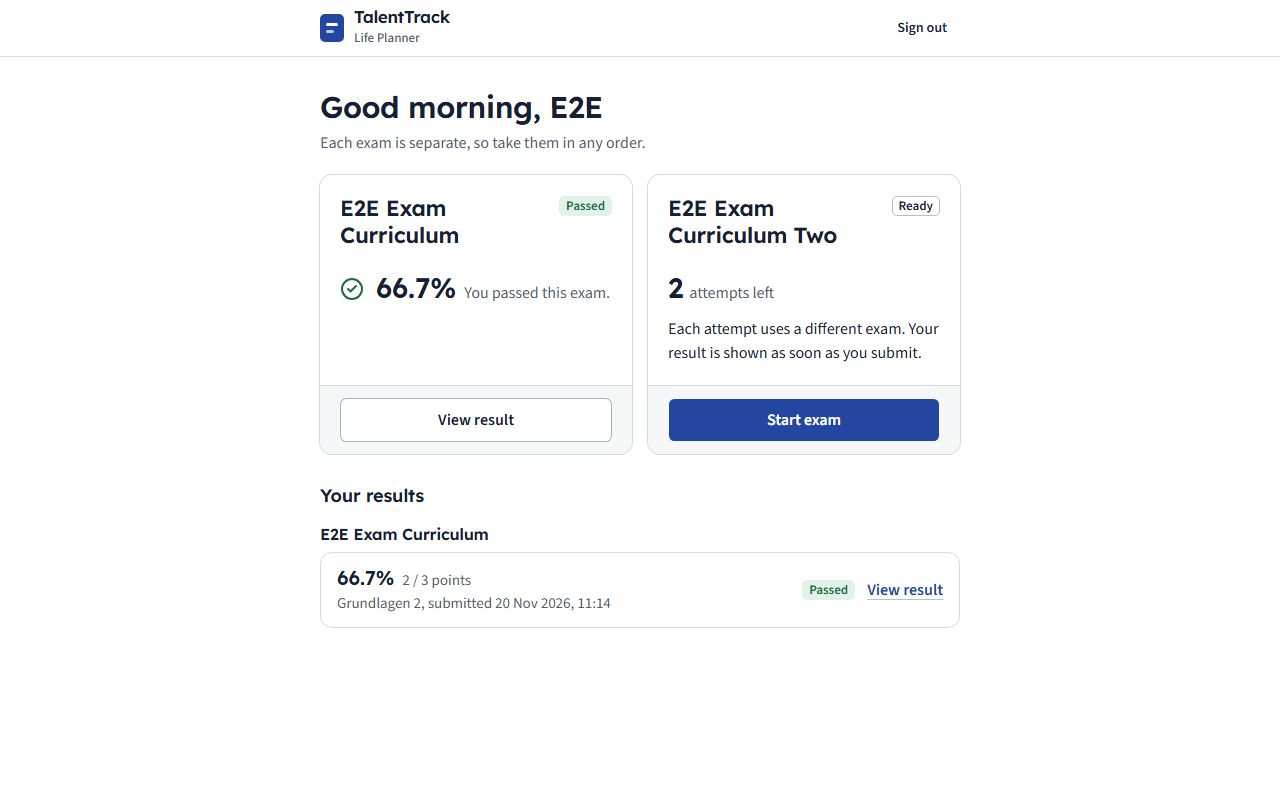 TalentTrack
Life Planner
Sign out
Good morning, E2E
Each exam is separate, so take them in any order.
E2E Exam
Curriculum
Passed
66.7% You passed this exam.
View result
E2E Exam
Curriculum Two
Ready
2 attempts left
Each attempt uses a different exam. Your
result is shown as soon as you submit.
Start exam
Your results
E2E Exam Curriculum
66.7% 2 / 3 points
Grundlagen 2, submitted 20 Nov 2026, 11:14
Passed
View result